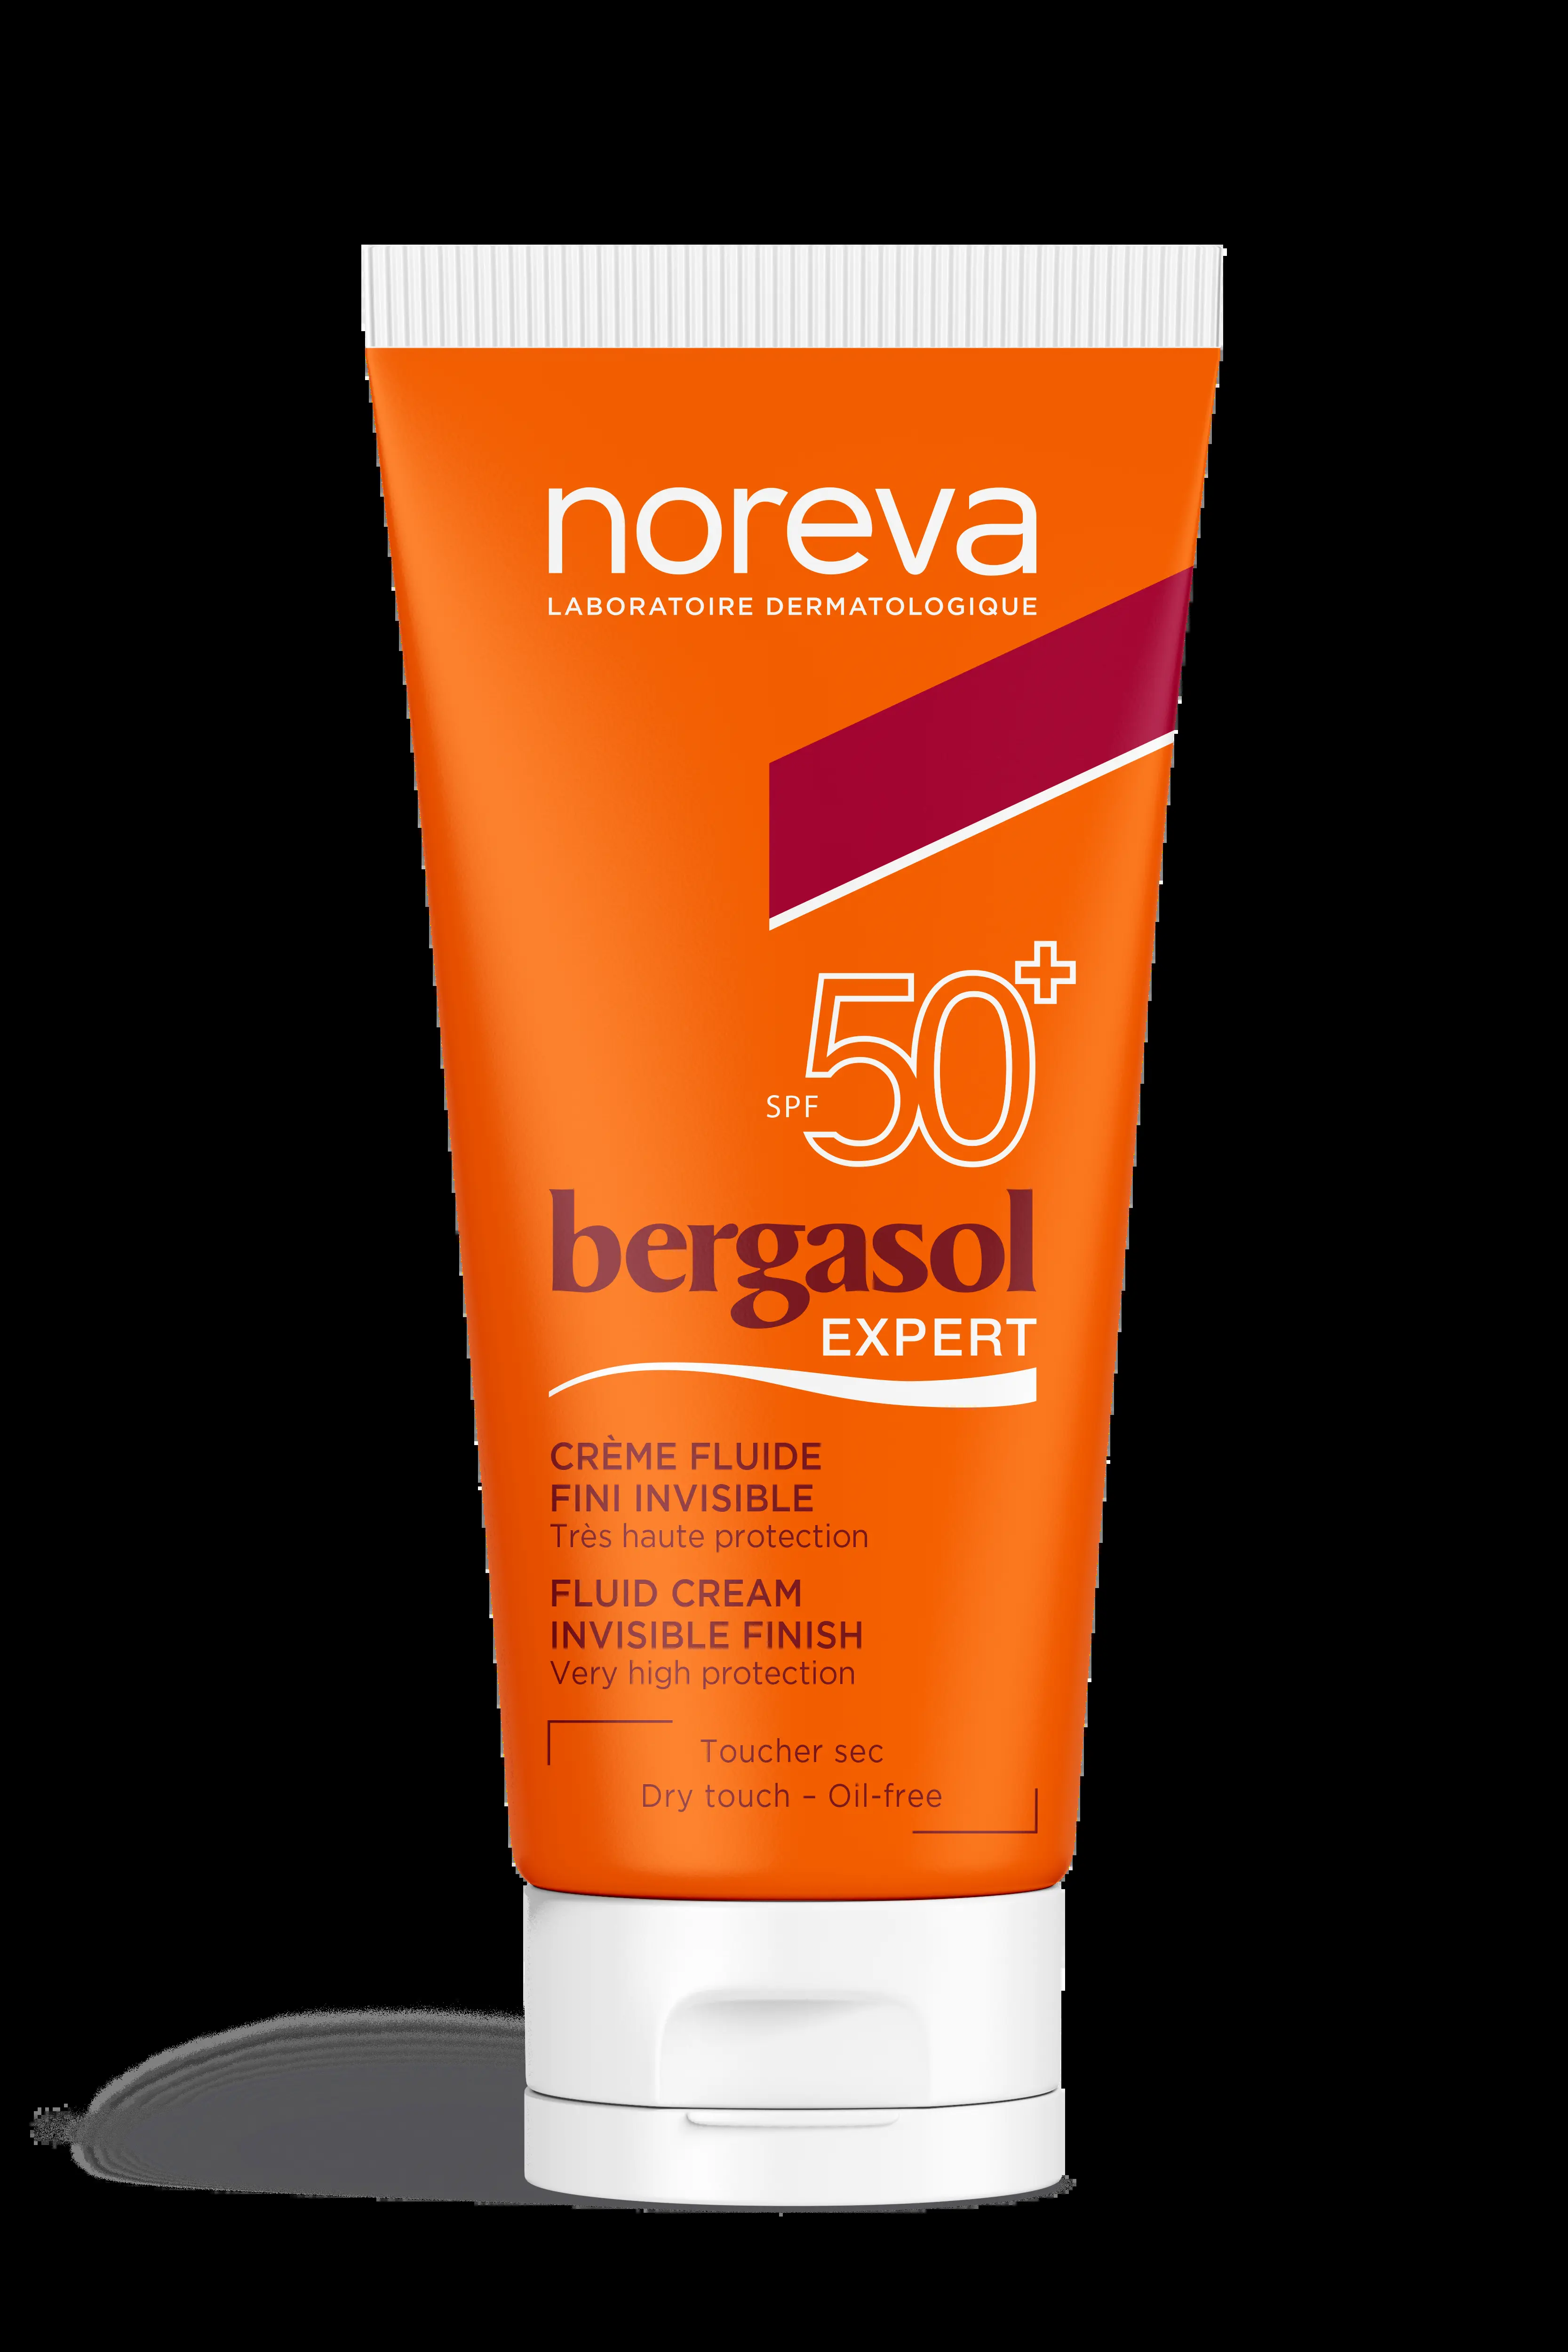 noreva
LABORATOIRE DERMATOLOGIQUE
SPF 50+
bergasol
EXPERT
CRÈME FLUIDE
FINI INVISIBLE
Très haute protection
FLUID CREAM
INVISIBLE FINISH
Very high protection
Toucher sec
Dry touch – Oil-free